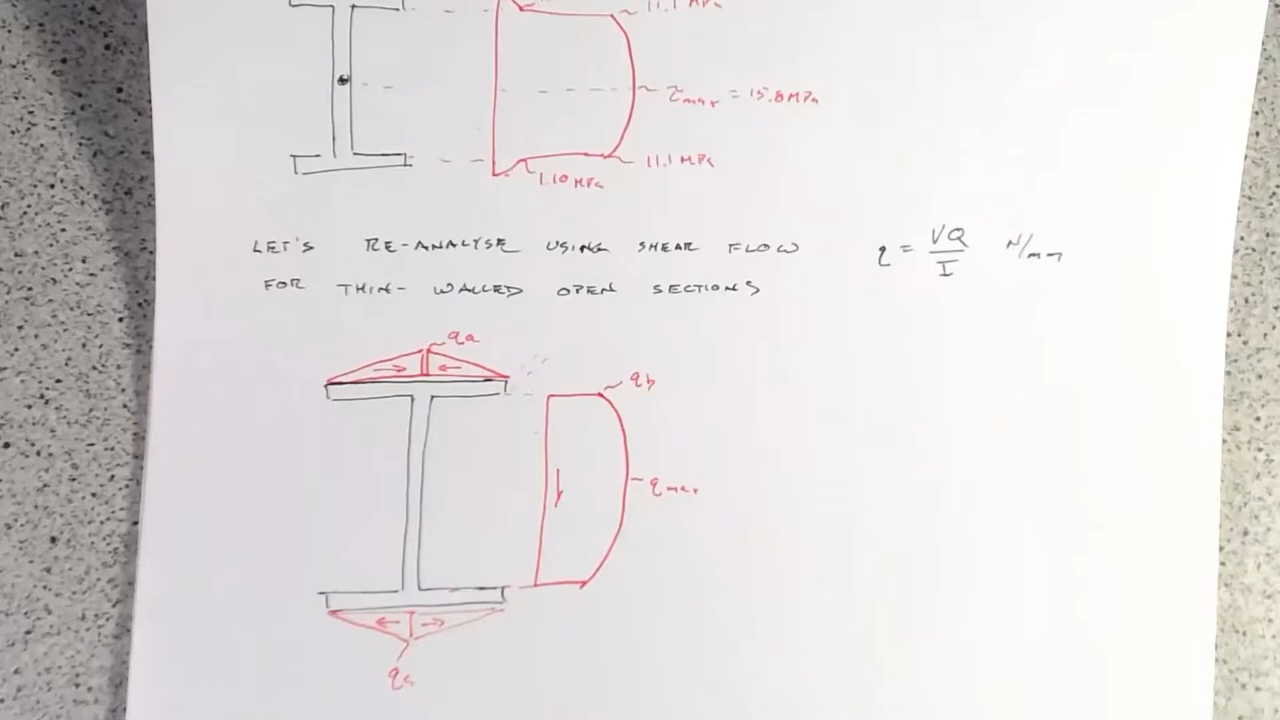 11.1 MPa
τmax = 15.8 MPa
11.1 MPa
1.10 MPa
LET'S RE-ANALYSE USING SHEAR FLOW
FOR THIN-WALLED OPEN SECTIONS
q = VQ/I N/mm
qa
qb
qmax
qa